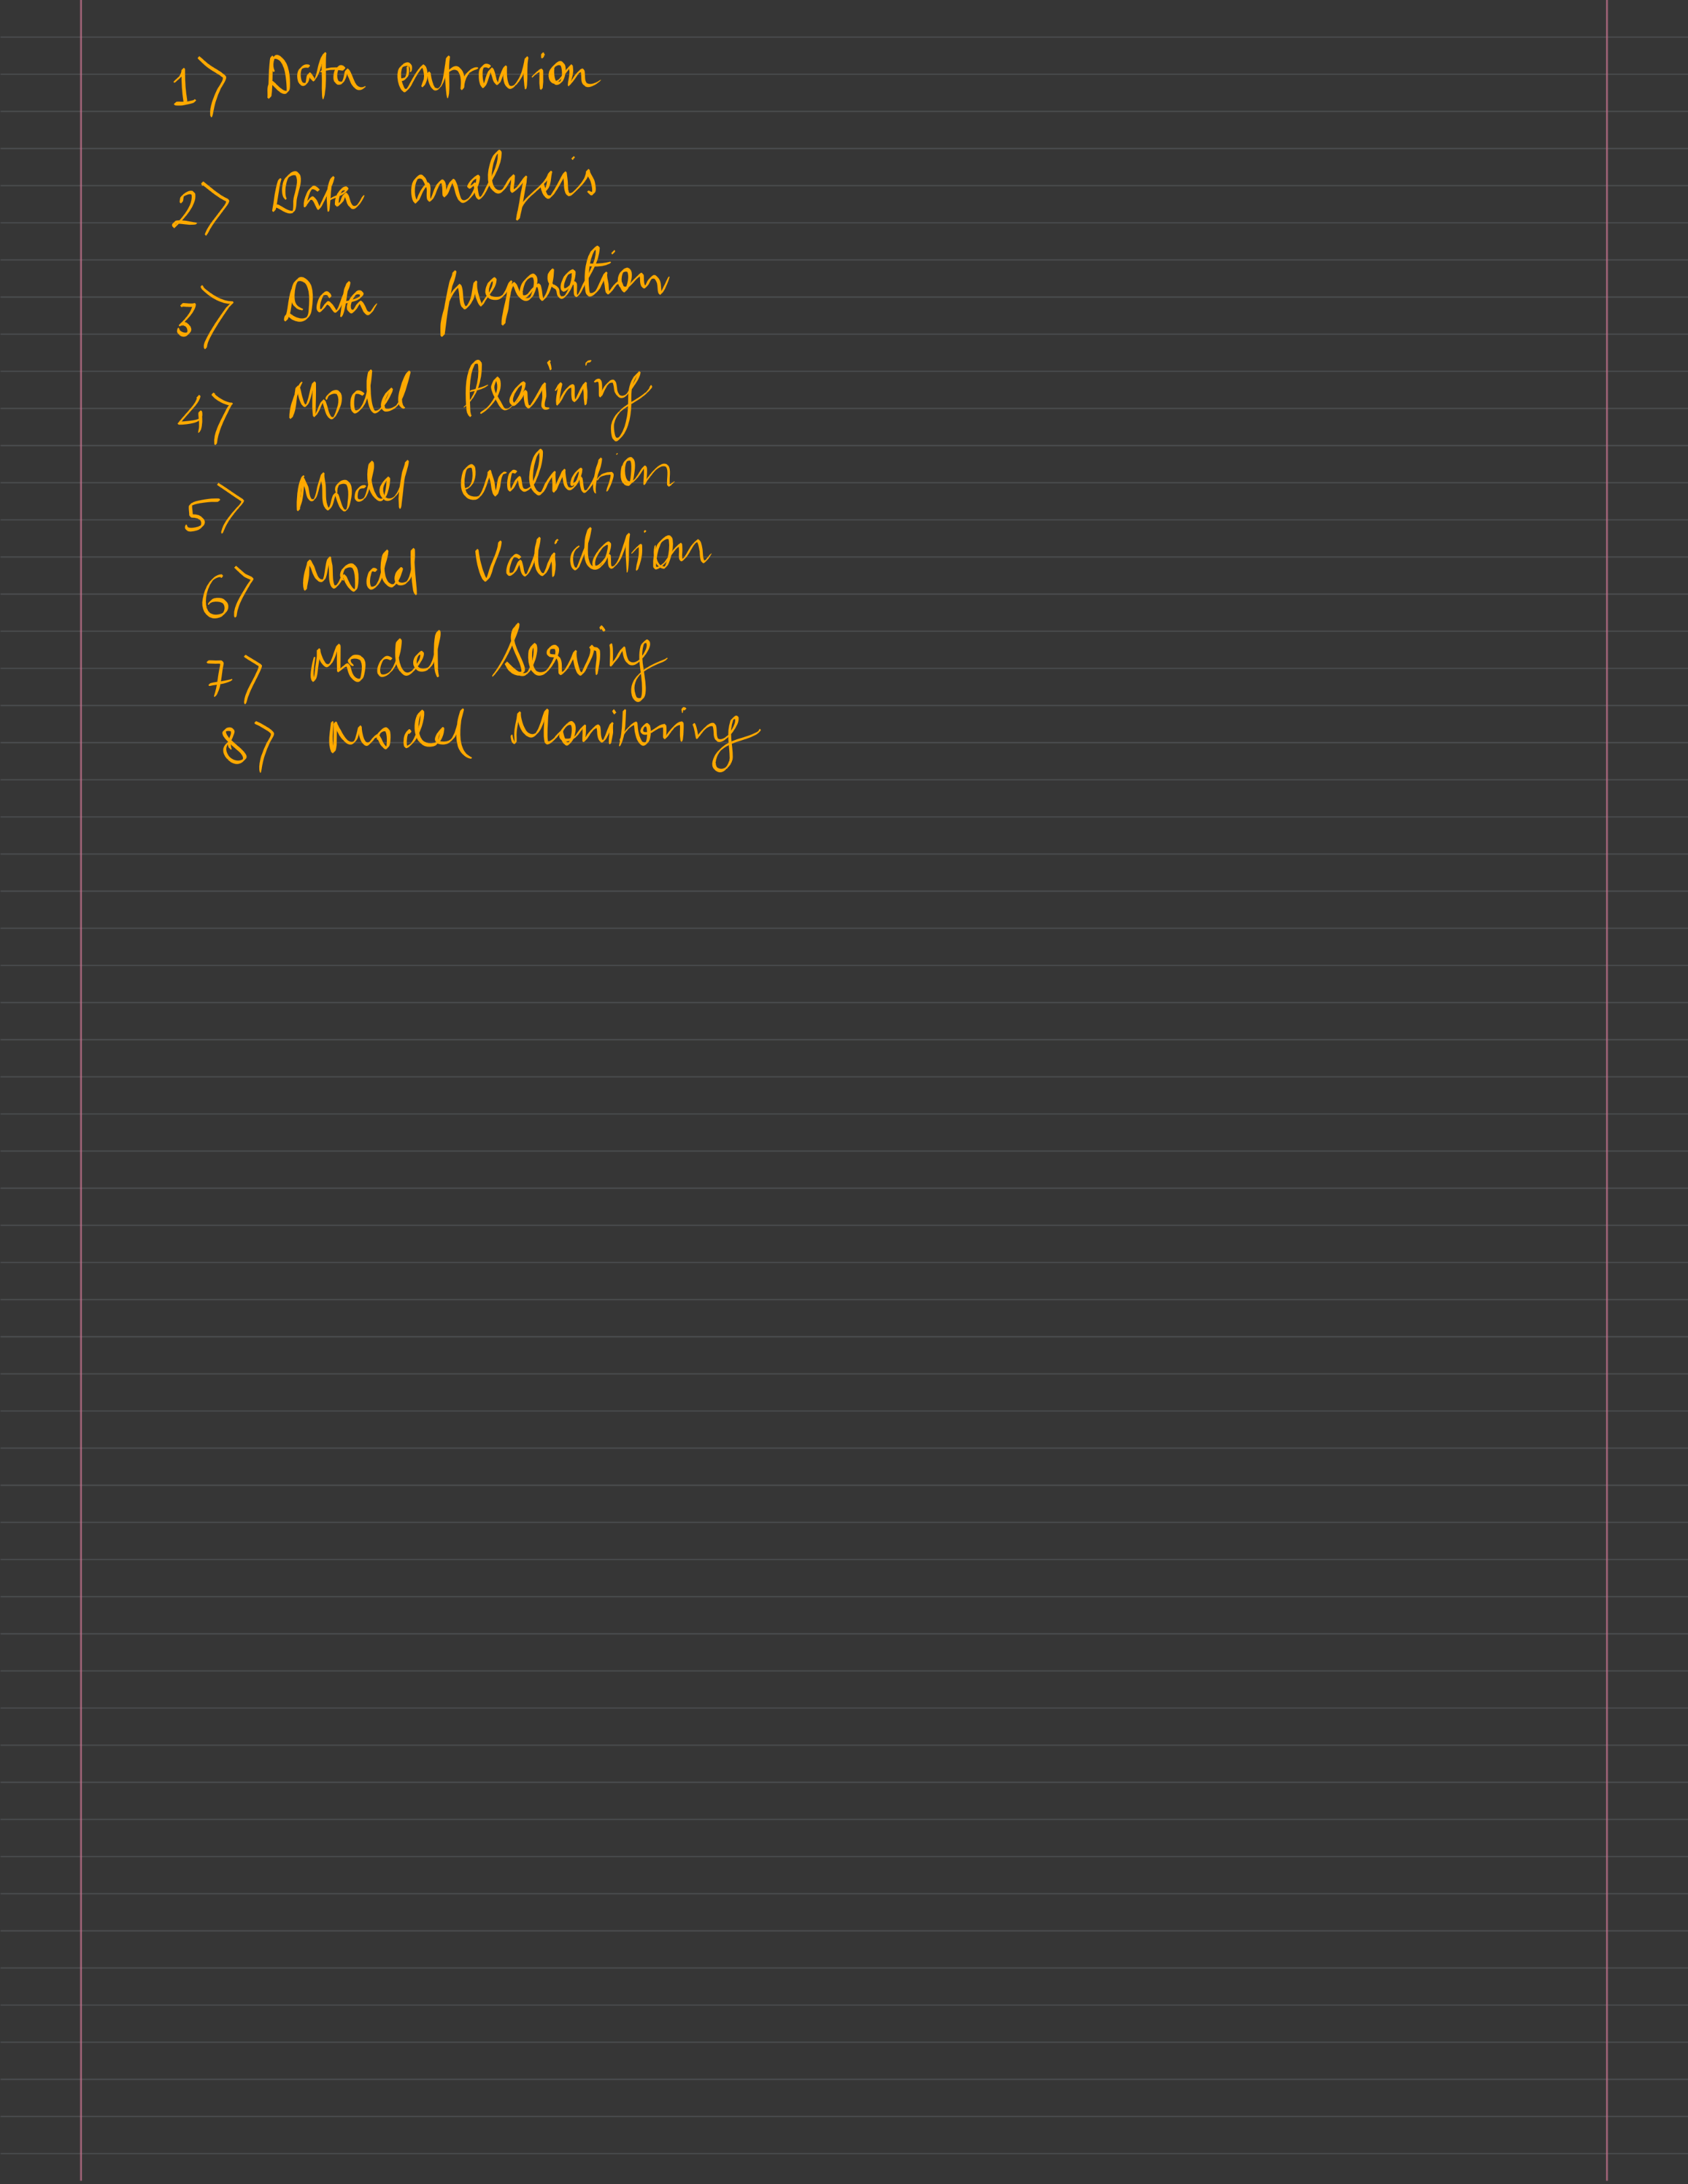 1) Data extraction
2) Data analysis
3) Data preparation
4) Model training
5) Model evaluation
6) Model validation
7) Model Serving
8) Model Monitoring